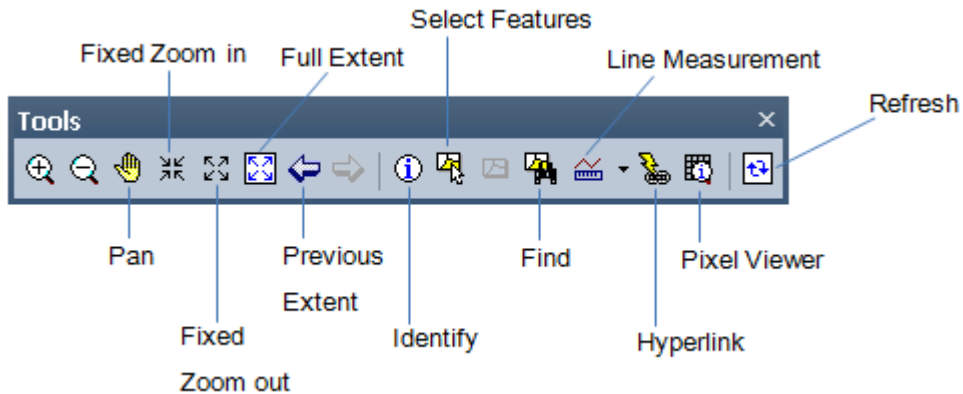 Select Features
Fixed Zoom in
Full Extent
Line Measurement
Refresh
Tools
Pan
Previous
Extent
Find
Pixel Viewer
Fixed
Zoom out
Identify
Hyperlink